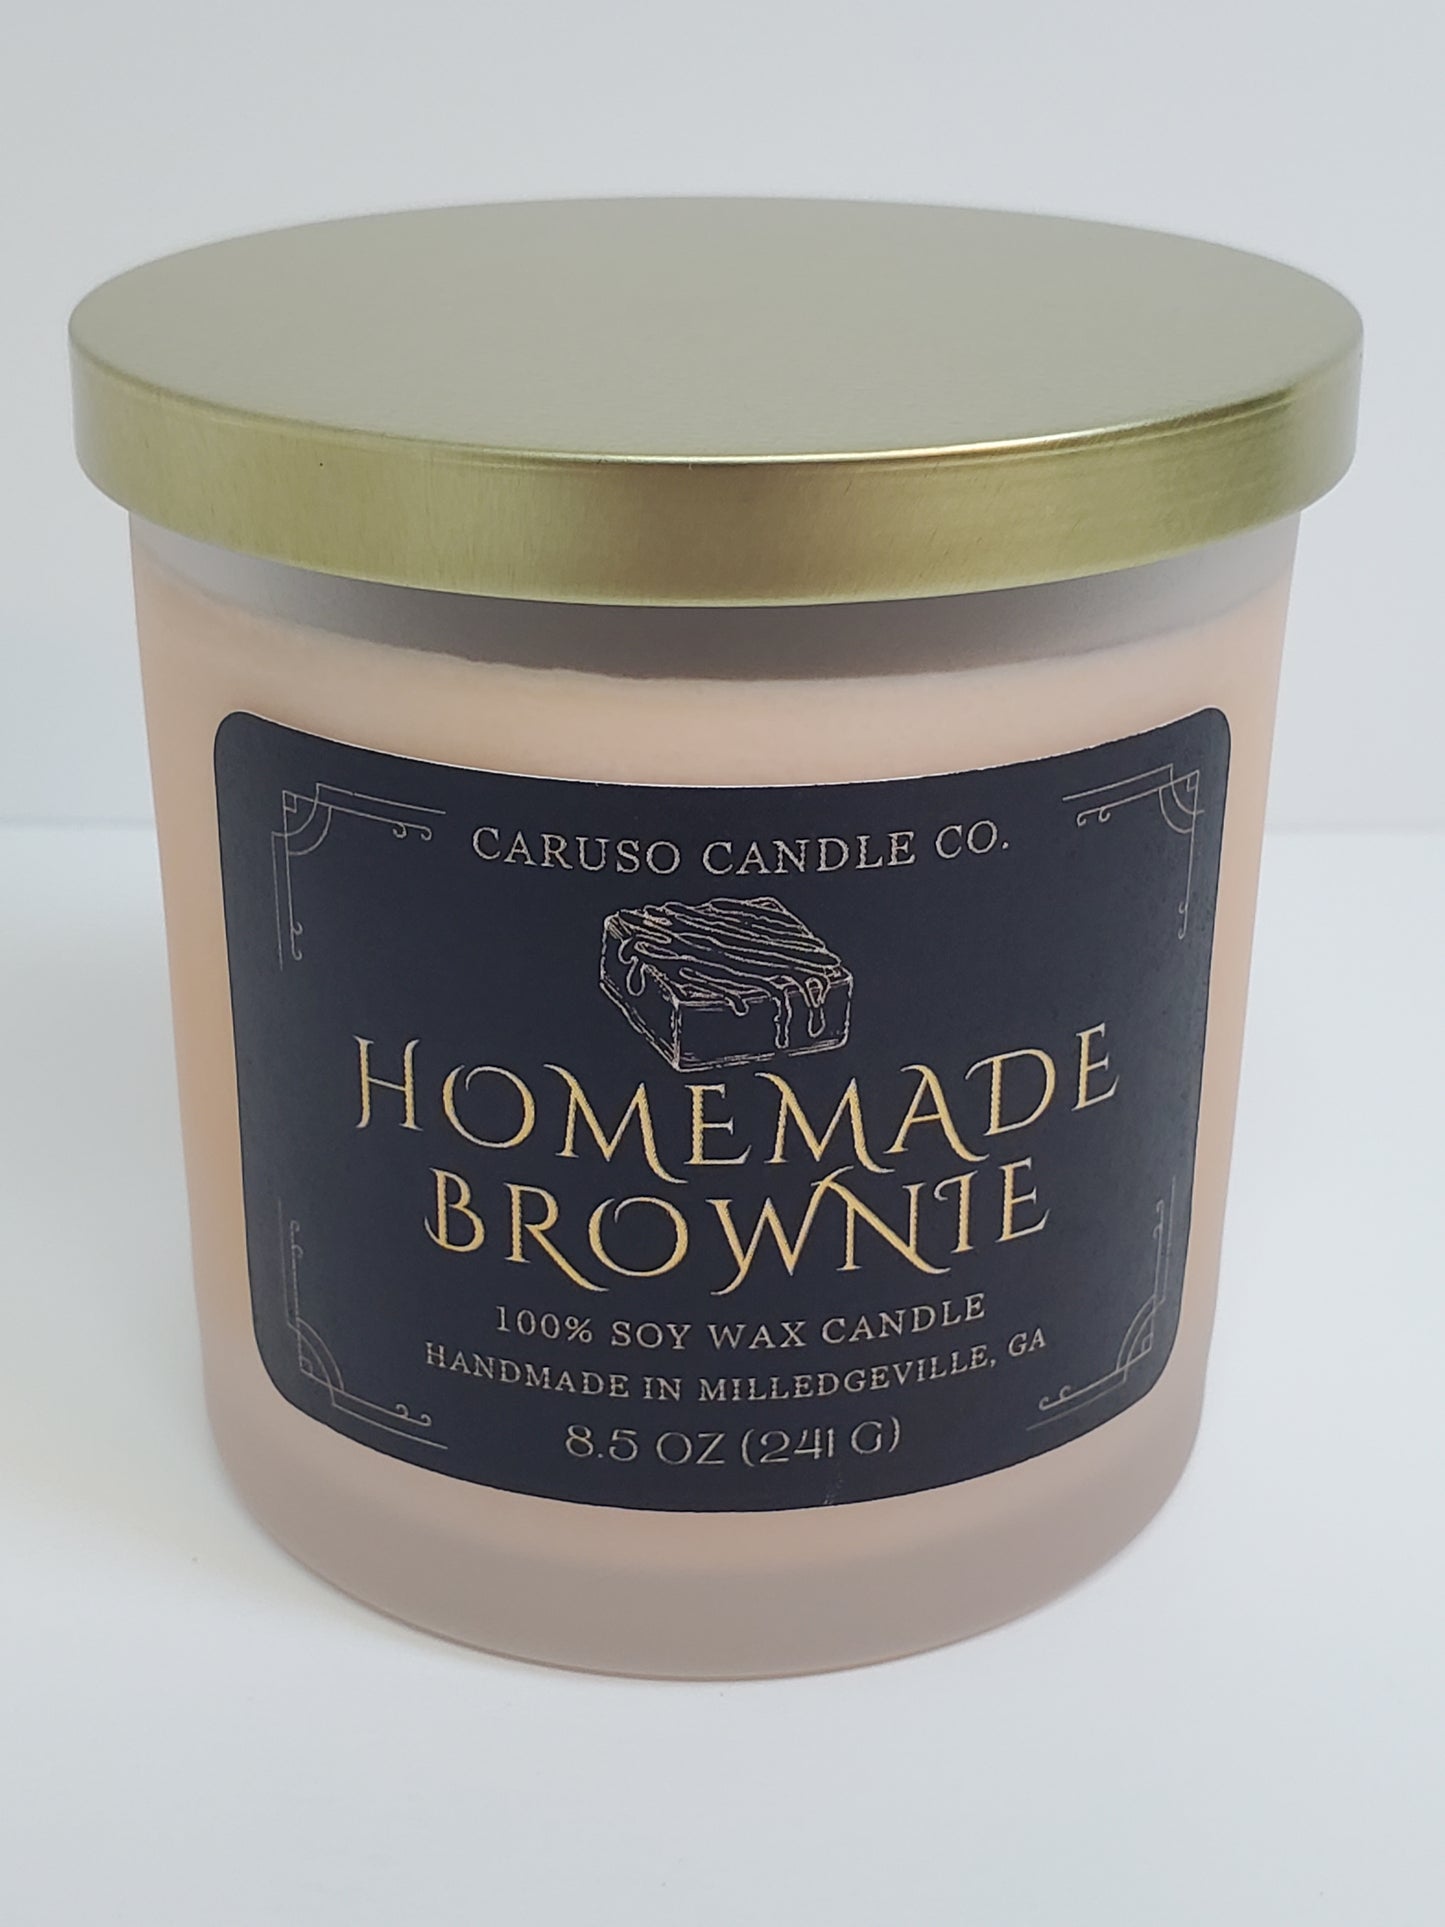 CARUSO CANDLE CO.
HOMEMADE
BROWNIE
100% SOY WAX CANDLE
HANDMADE IN MILLEDGEVILLE, GA
8.5 OZ (241 G)